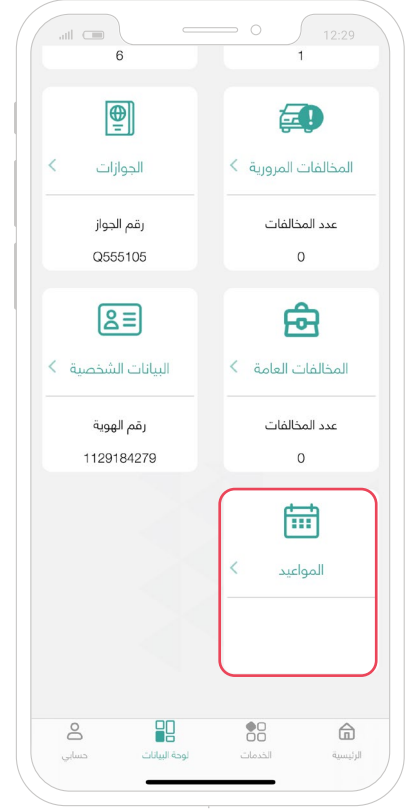 12:29
1
6
المخالفات المرورية
الجوازات
عدد المخالفات
رقم الجواز
0
Q555105
المخالفات العامة
البيانات الشخصية
عدد المخالفات
رقم الهوية
0
1129184279
المواعيد
الرئيسية
الخدمات
لوحة البيانات
حسابي